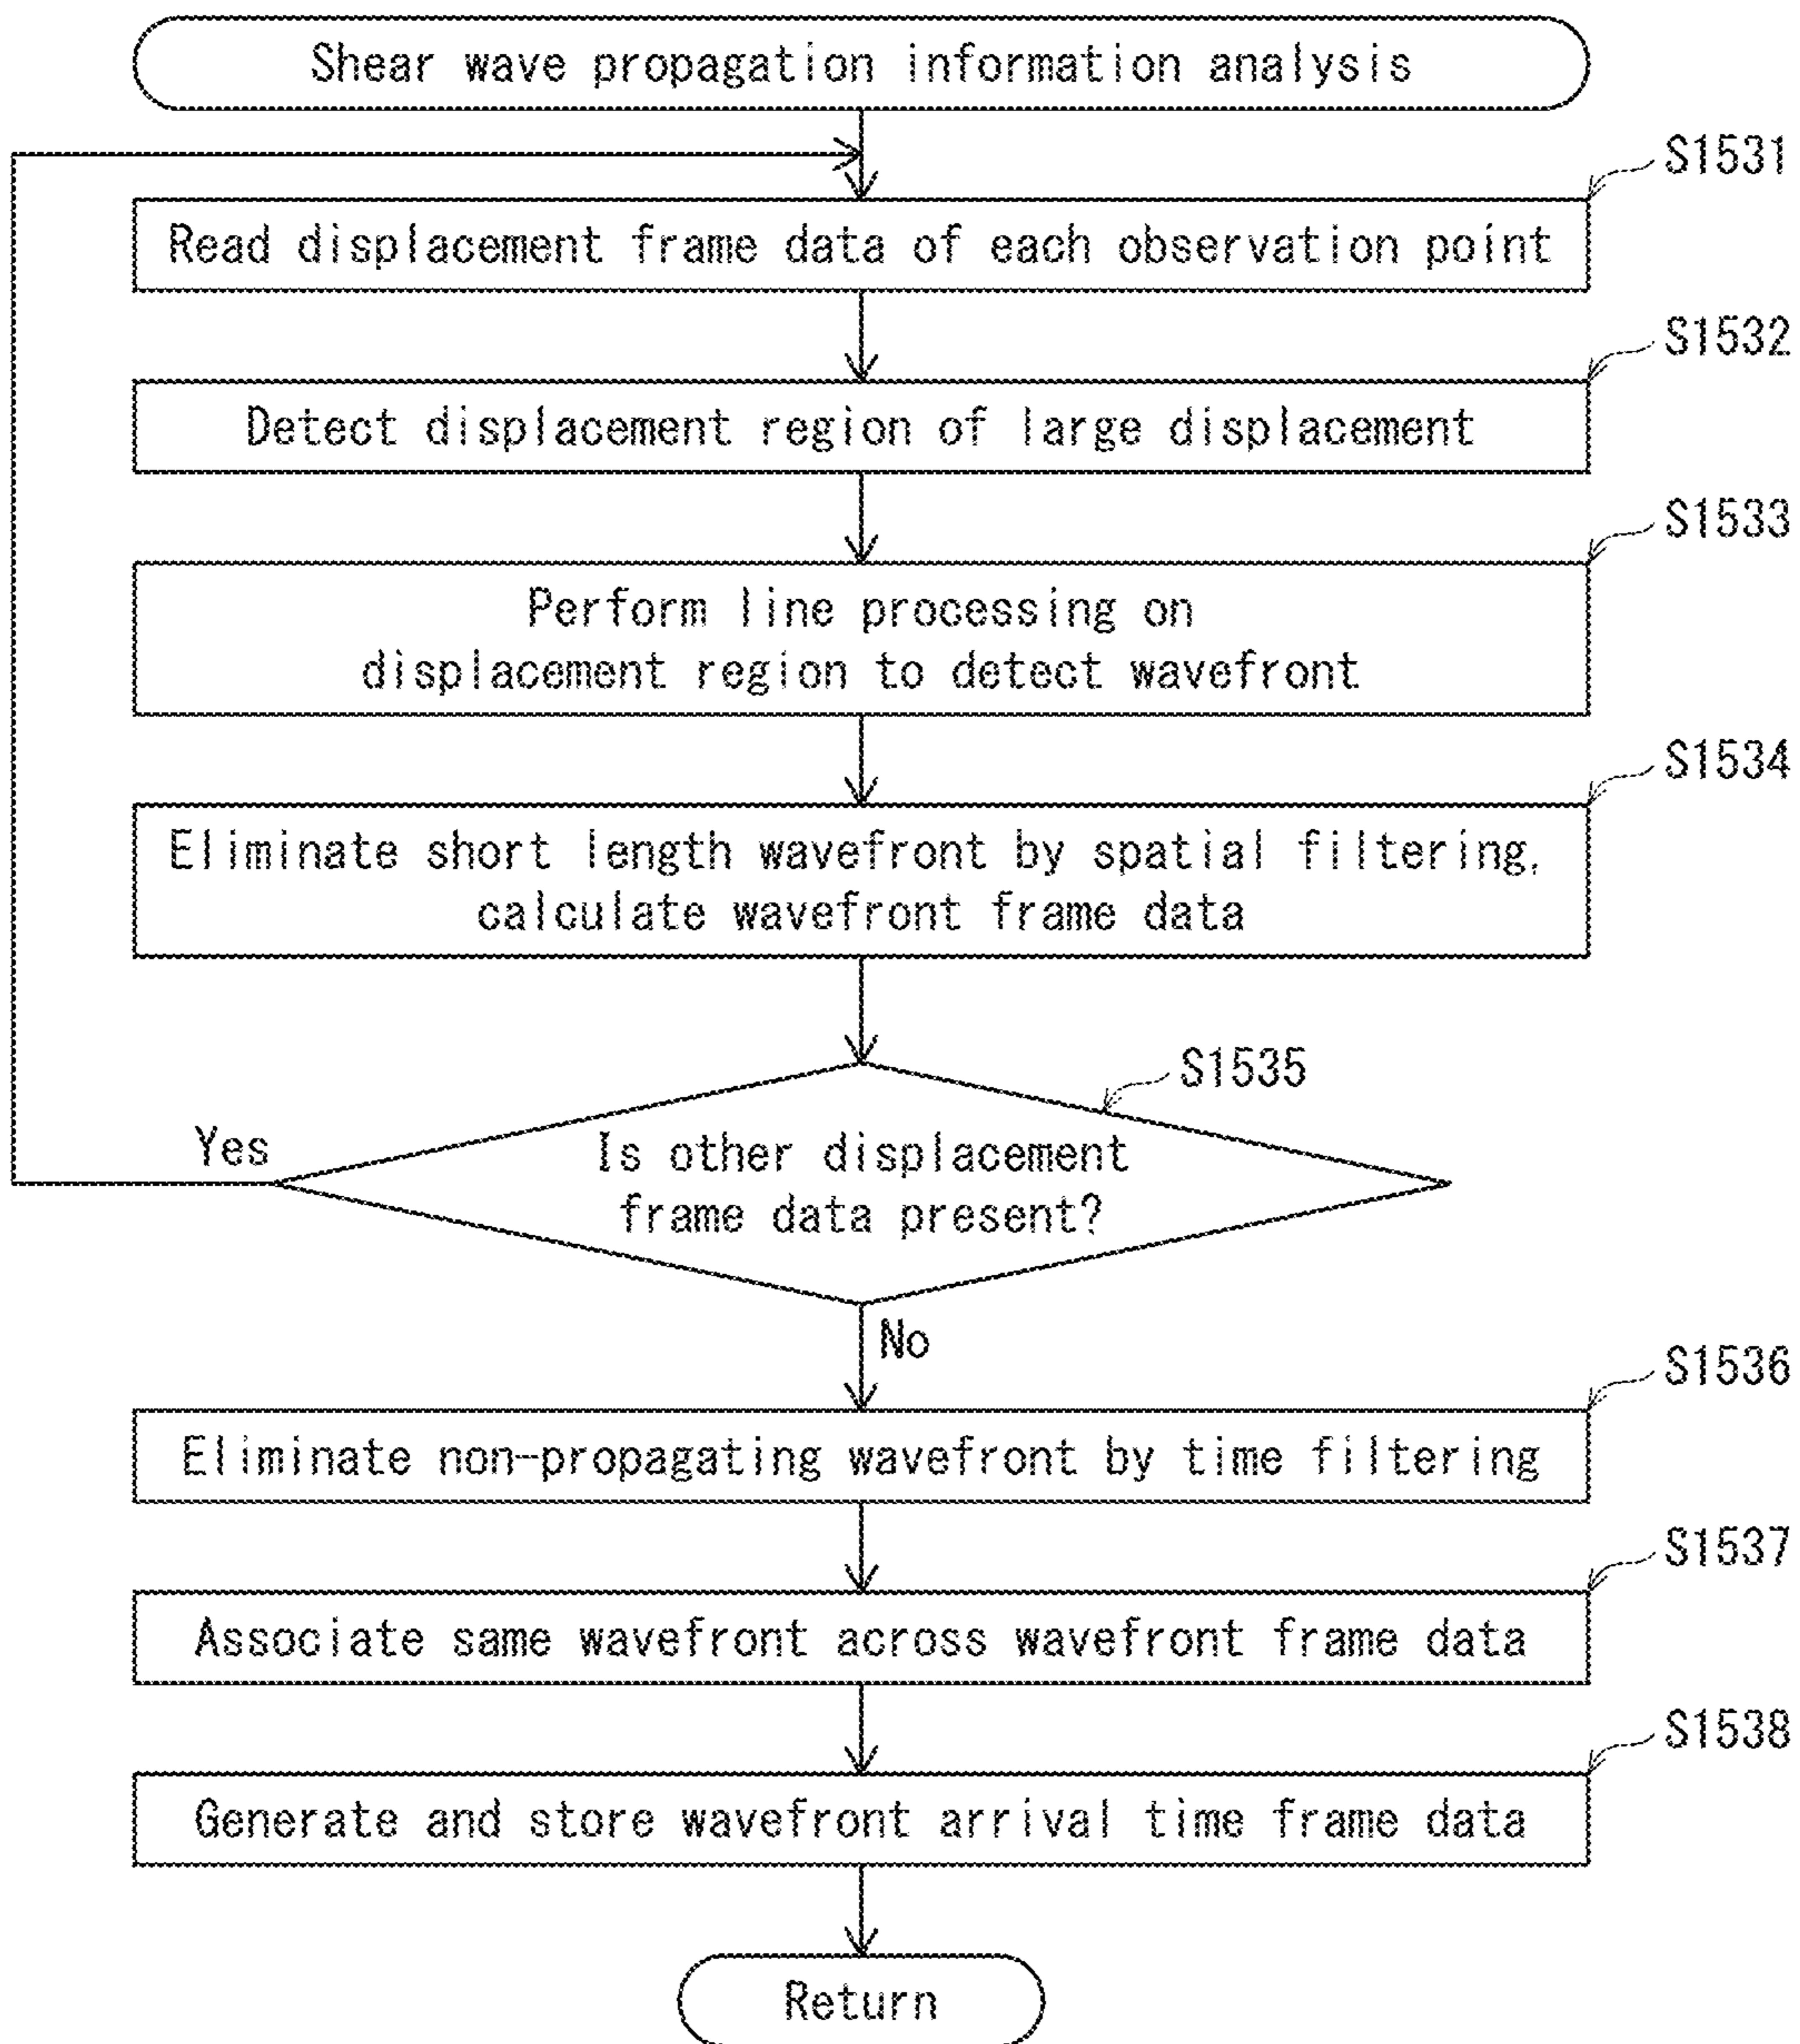 Shear wave propagation information analysis
S1531
Read displacement frame data of each observation point
S1532
Detect displacement region of large displacement
S1533
Perform line processing on
displacement region to detect wavefront
S1534
Eliminate short length wavefront by spatial filtering,
calculate wavefront frame data
S1535
Yes
Is other displacement
frame data present?
No
S1536
Eliminate non-propagating wavefront by time filtering
S1537
Associate same wavefront across wavefront frame data
S1538
Generate and store wavefront arrival time frame data
Return